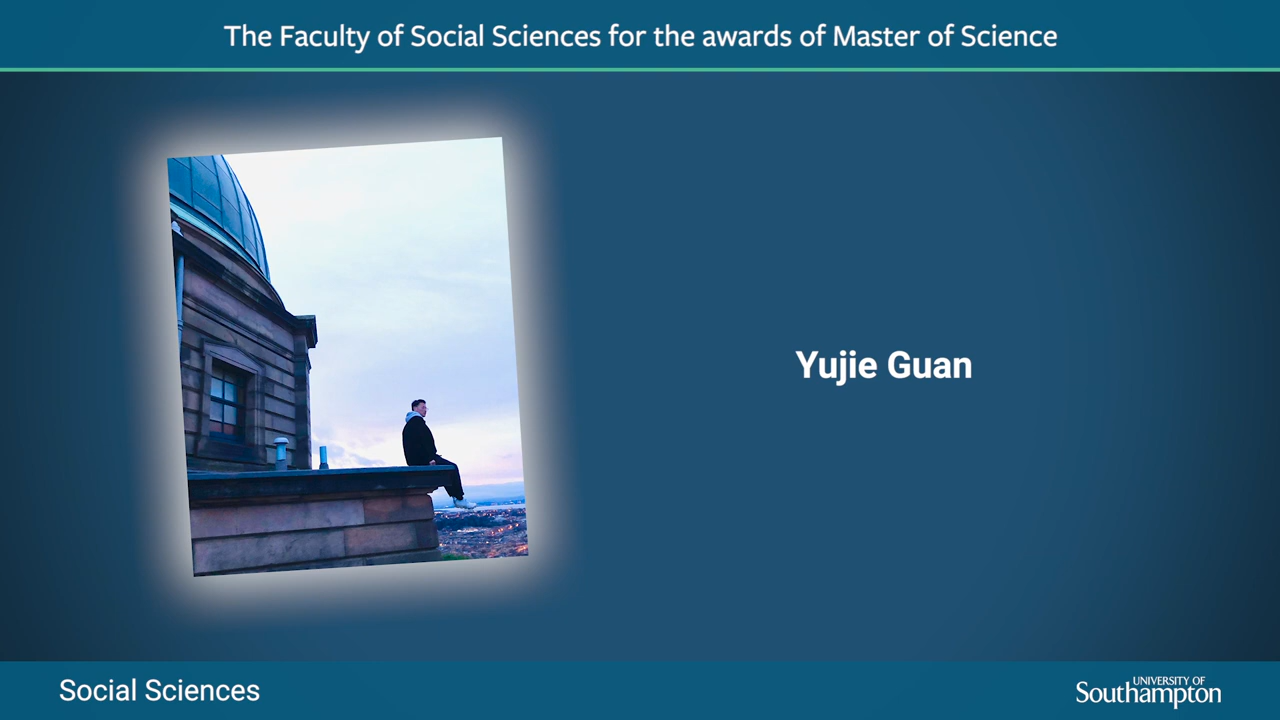 The Faculty of Social Sciences for the awards of Master of Science
Yujie Guan
Social Sciences
UNIVERSITY OF
Southampton